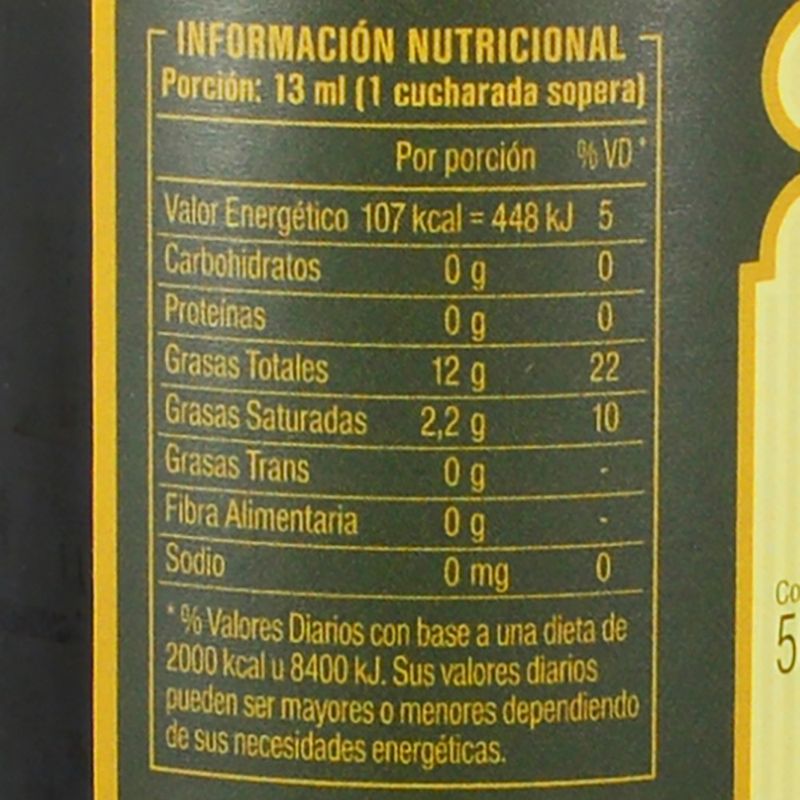 INFORMACIÓN NUTRICIONAL
Porción: 13 ml (1 cucharada sopera)
Por porción % VD*
Valor Energético 107 kcal = 448 kJ 5
Carbohidratos 0 g 0
Proteínas 0 g 0
Grasas Totales 12 g 22
Grasas Saturadas 2,2 g 10
Grasas Trans 0 g -
Fibra Alimentaria 0 g -
Sodio 0 mg 0
* % Valores Diarios con base a una dieta de
2000 kcal u 8400 kJ. Sus valores diarios
pueden ser mayores o menores dependiendo
de sus necesidades energéticas.
Co
5